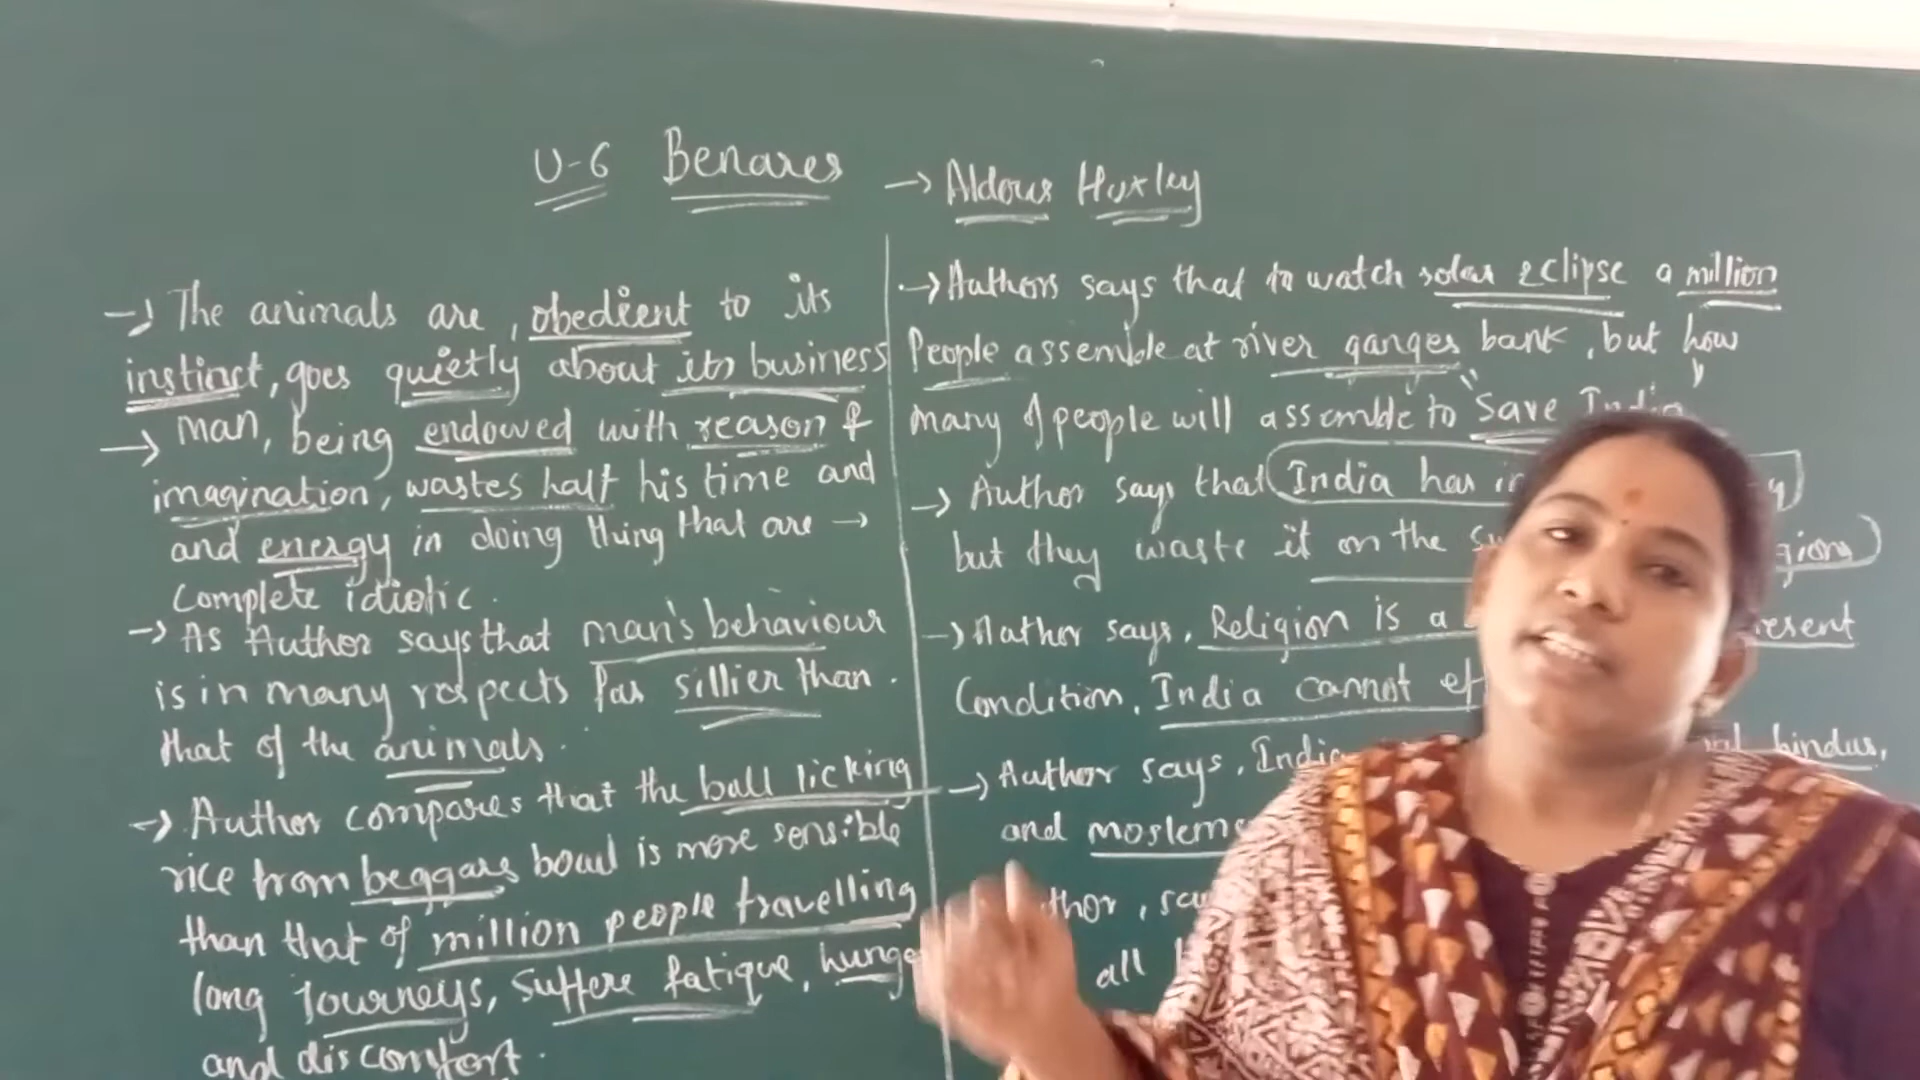 U-6 Benares → Aldous Huxley
→ The animals are, obedient to its
instinct, goes quietly about its business
→ man, being endowed with reason &
imagination, wastes half his time and
and energy in doing thing that are →
Complete idiotic.
→ As Author says that man's behaviour
is in many respects far sillier than.
that of the animals.
→ Author compares that the ball licking
rice from beggars bowl is more sensible
than that of million people travelling
long Journeys, suffere fatique, hunge
and discomfort.
→ Authors says that to watch solar eclipse a million
People assemble at river ganges bank, but how
many of people will assemble to "Save India
→ Author says that India has
but they waste it on the
→ Author says, Religion is a
Condition, India cannot
→ Author says, hindus,
and moslems
all